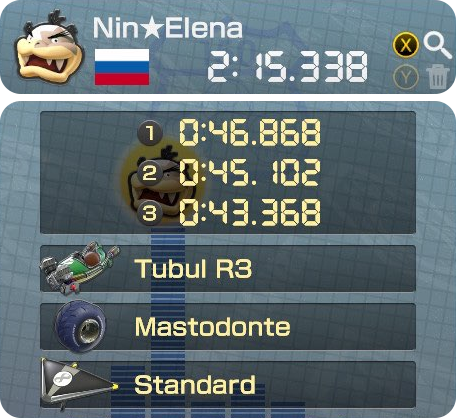 Nin★Elena
X
2:15.338
Y
1 0:46.868
2 0:45.102
3 0:43.368
Tubul R3
Mastodonte
Standard